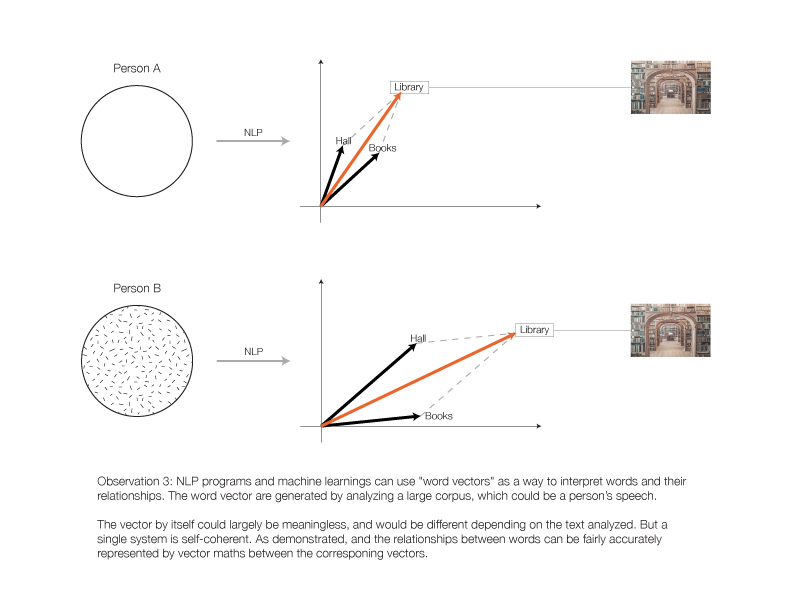 Person A
NLP
Library
Hall
Books
Person B
NLP
Hall
Library
Books
Observation 3: NLP programs and machine learnings can use "word vectors" as a way to interpret words and their
relationships. The word vector are generated by analyzing a large corpus, which could be a person's speech.
The vector by itself could largely be meaningless, and would be different depending on the text analyzed. But a
single system is self-coherent. As demonstrated, and the relationships between words can be fairly accurately
represented by vector maths between the corresponing vectors.